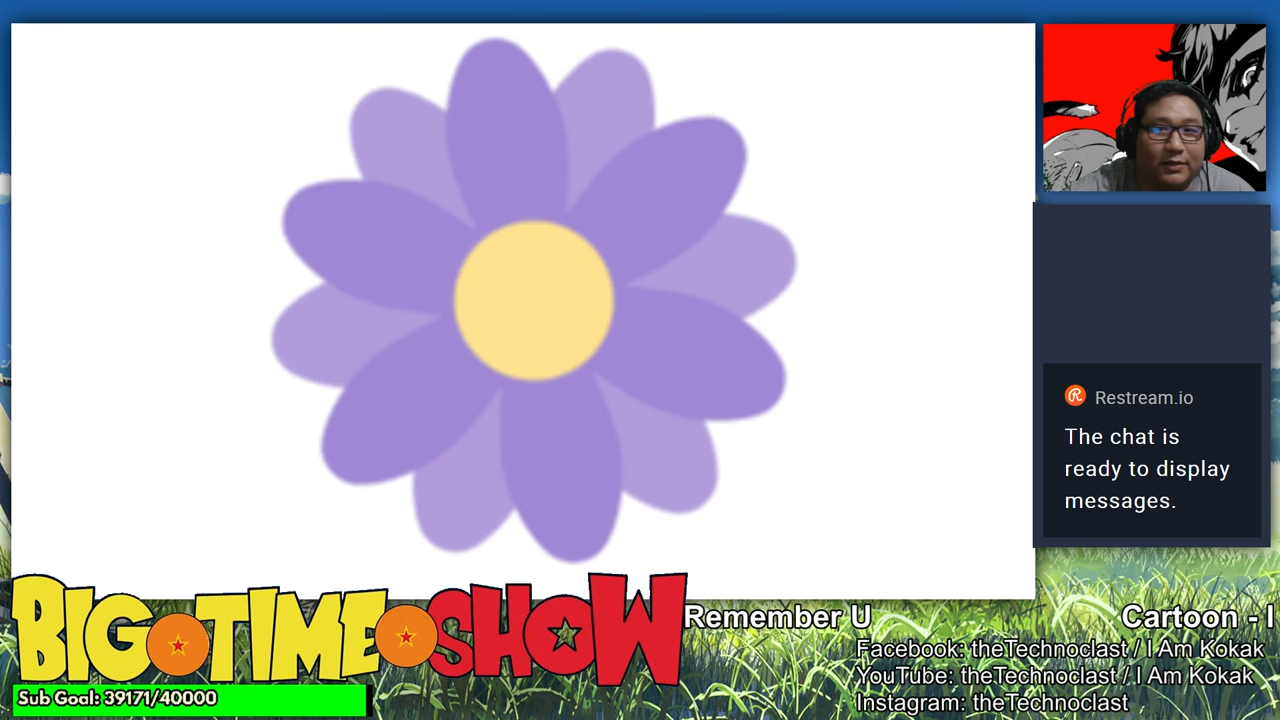 Restream.io
The chat is
ready to display
messages.
BIG TIME SHOW
Remember U
Cartoon - I
Facebook: theTechnoclast / I Am Kokak
YouTube: theTechnoclast / I Am Kokak
Instagram: theTechnoclast
Sub Goal: 39171/40000